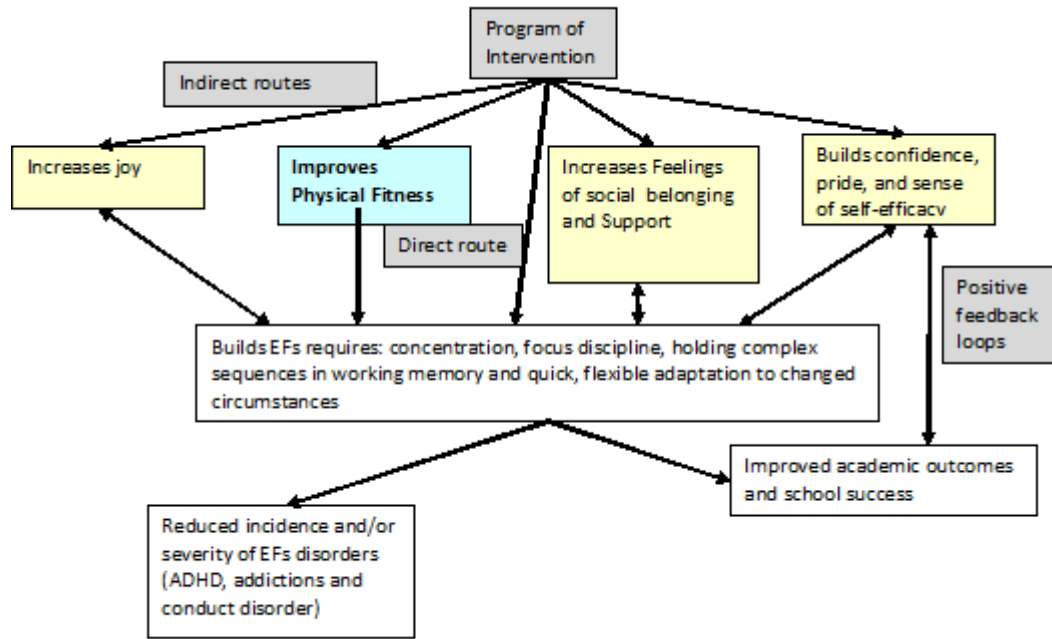 Program of
Intervention
Indirect routes
Increases joy
Improves
Physical Fitness
Increases Feelings
of social belonging
and Support
Builds confidence,
pride, and sense
of self-efficacy
Direct route
Positive
feedback
loops
Builds EFs requires: concentration, focus discipline, holding complex
sequences in working memory and quick, flexible adaptation to changed
circumstances
Improved academic outcomes
and school success
Reduced incidence and/or
severity of EFs disorders
(ADHD, addictions and
conduct disorder)